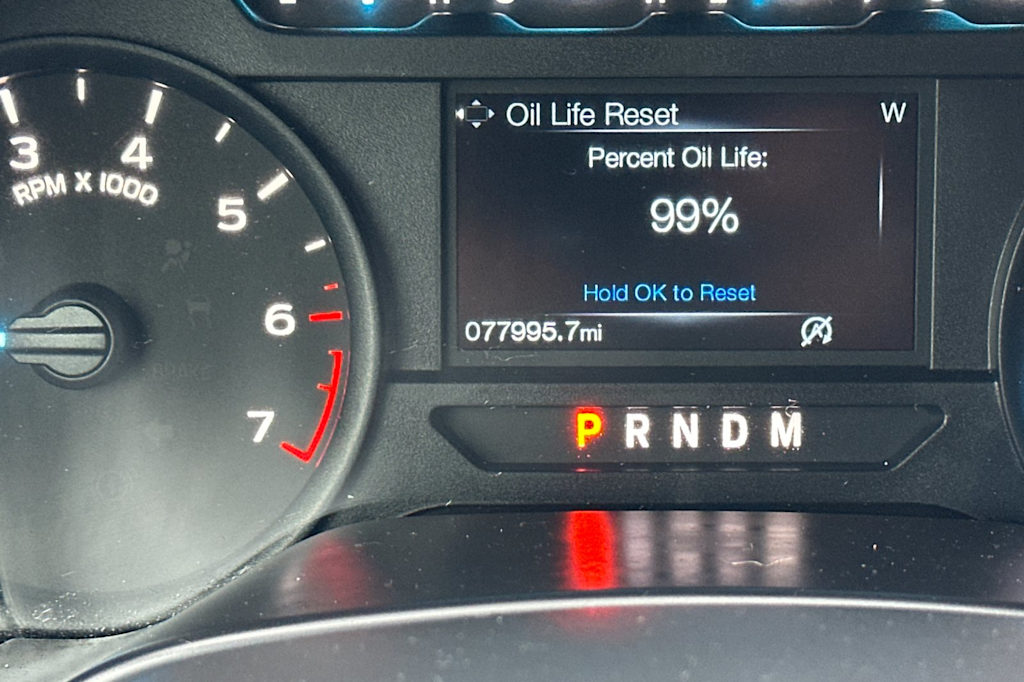 Oil Life Reset W
Percent Oil Life:
99%
Hold OK to Reset
077995.7mi
P R N D M
3 4 5 6 7
RPM X 1000